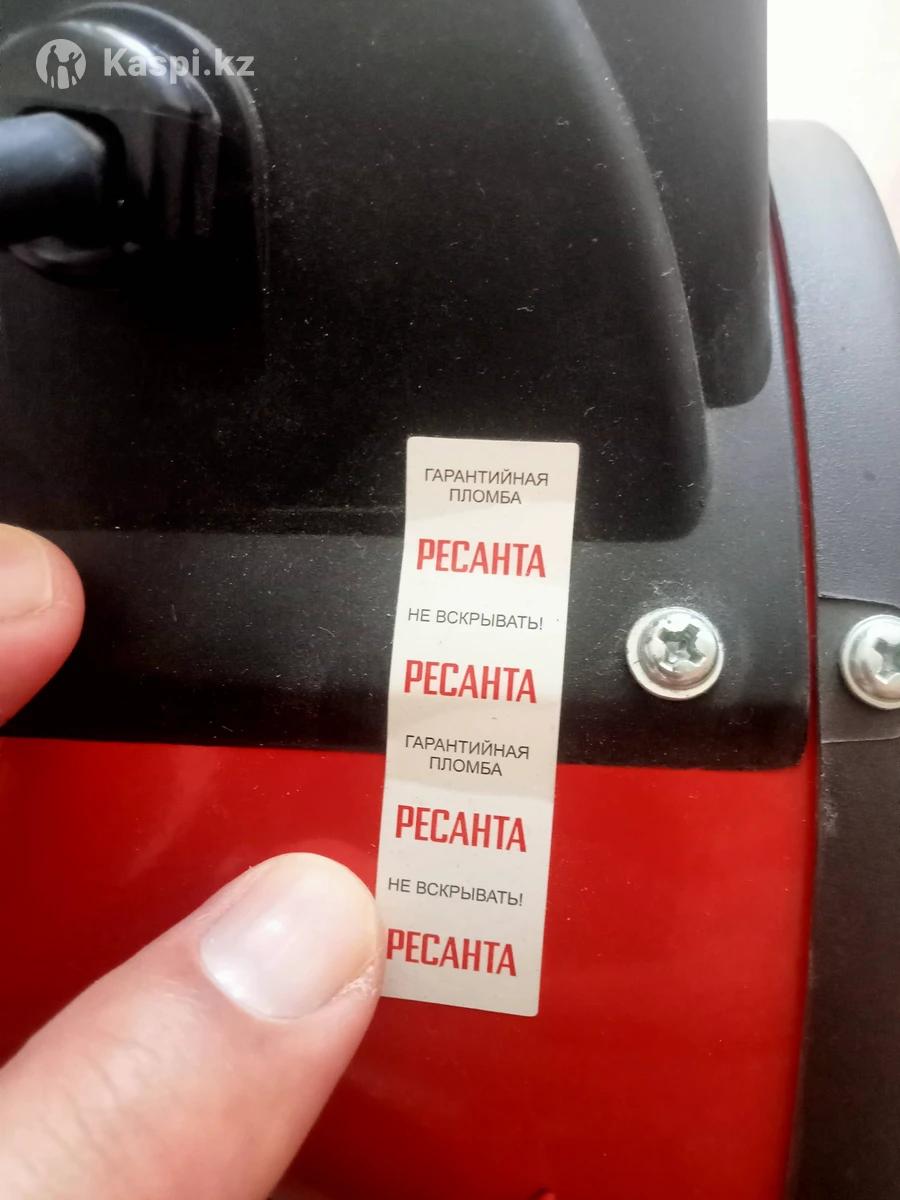 Kaspi.kz
ГАРАНТИЙНАЯ
ПЛОМБА
РЕСАНТА
НЕ ВСКРЫВАТЬ!
РЕСАНТА
ГАРАНТИЙНАЯ
ПЛОМБА
РЕСАНТА
НЕ ВСКРЫВАТЬ!
РЕСАНТА